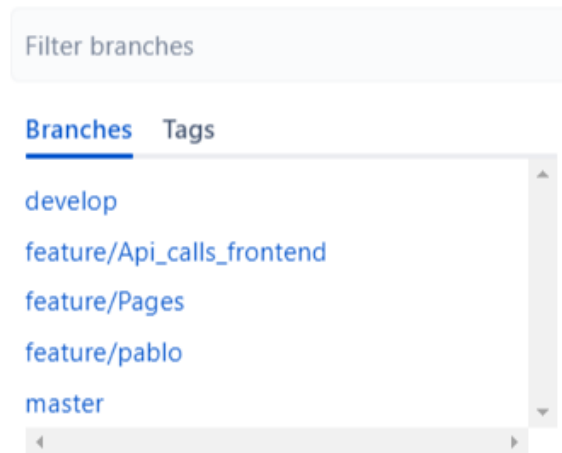 Filter branches
Branches Tags
develop
feature/Api_calls_frontend
feature/Pages
feature/pablo
master